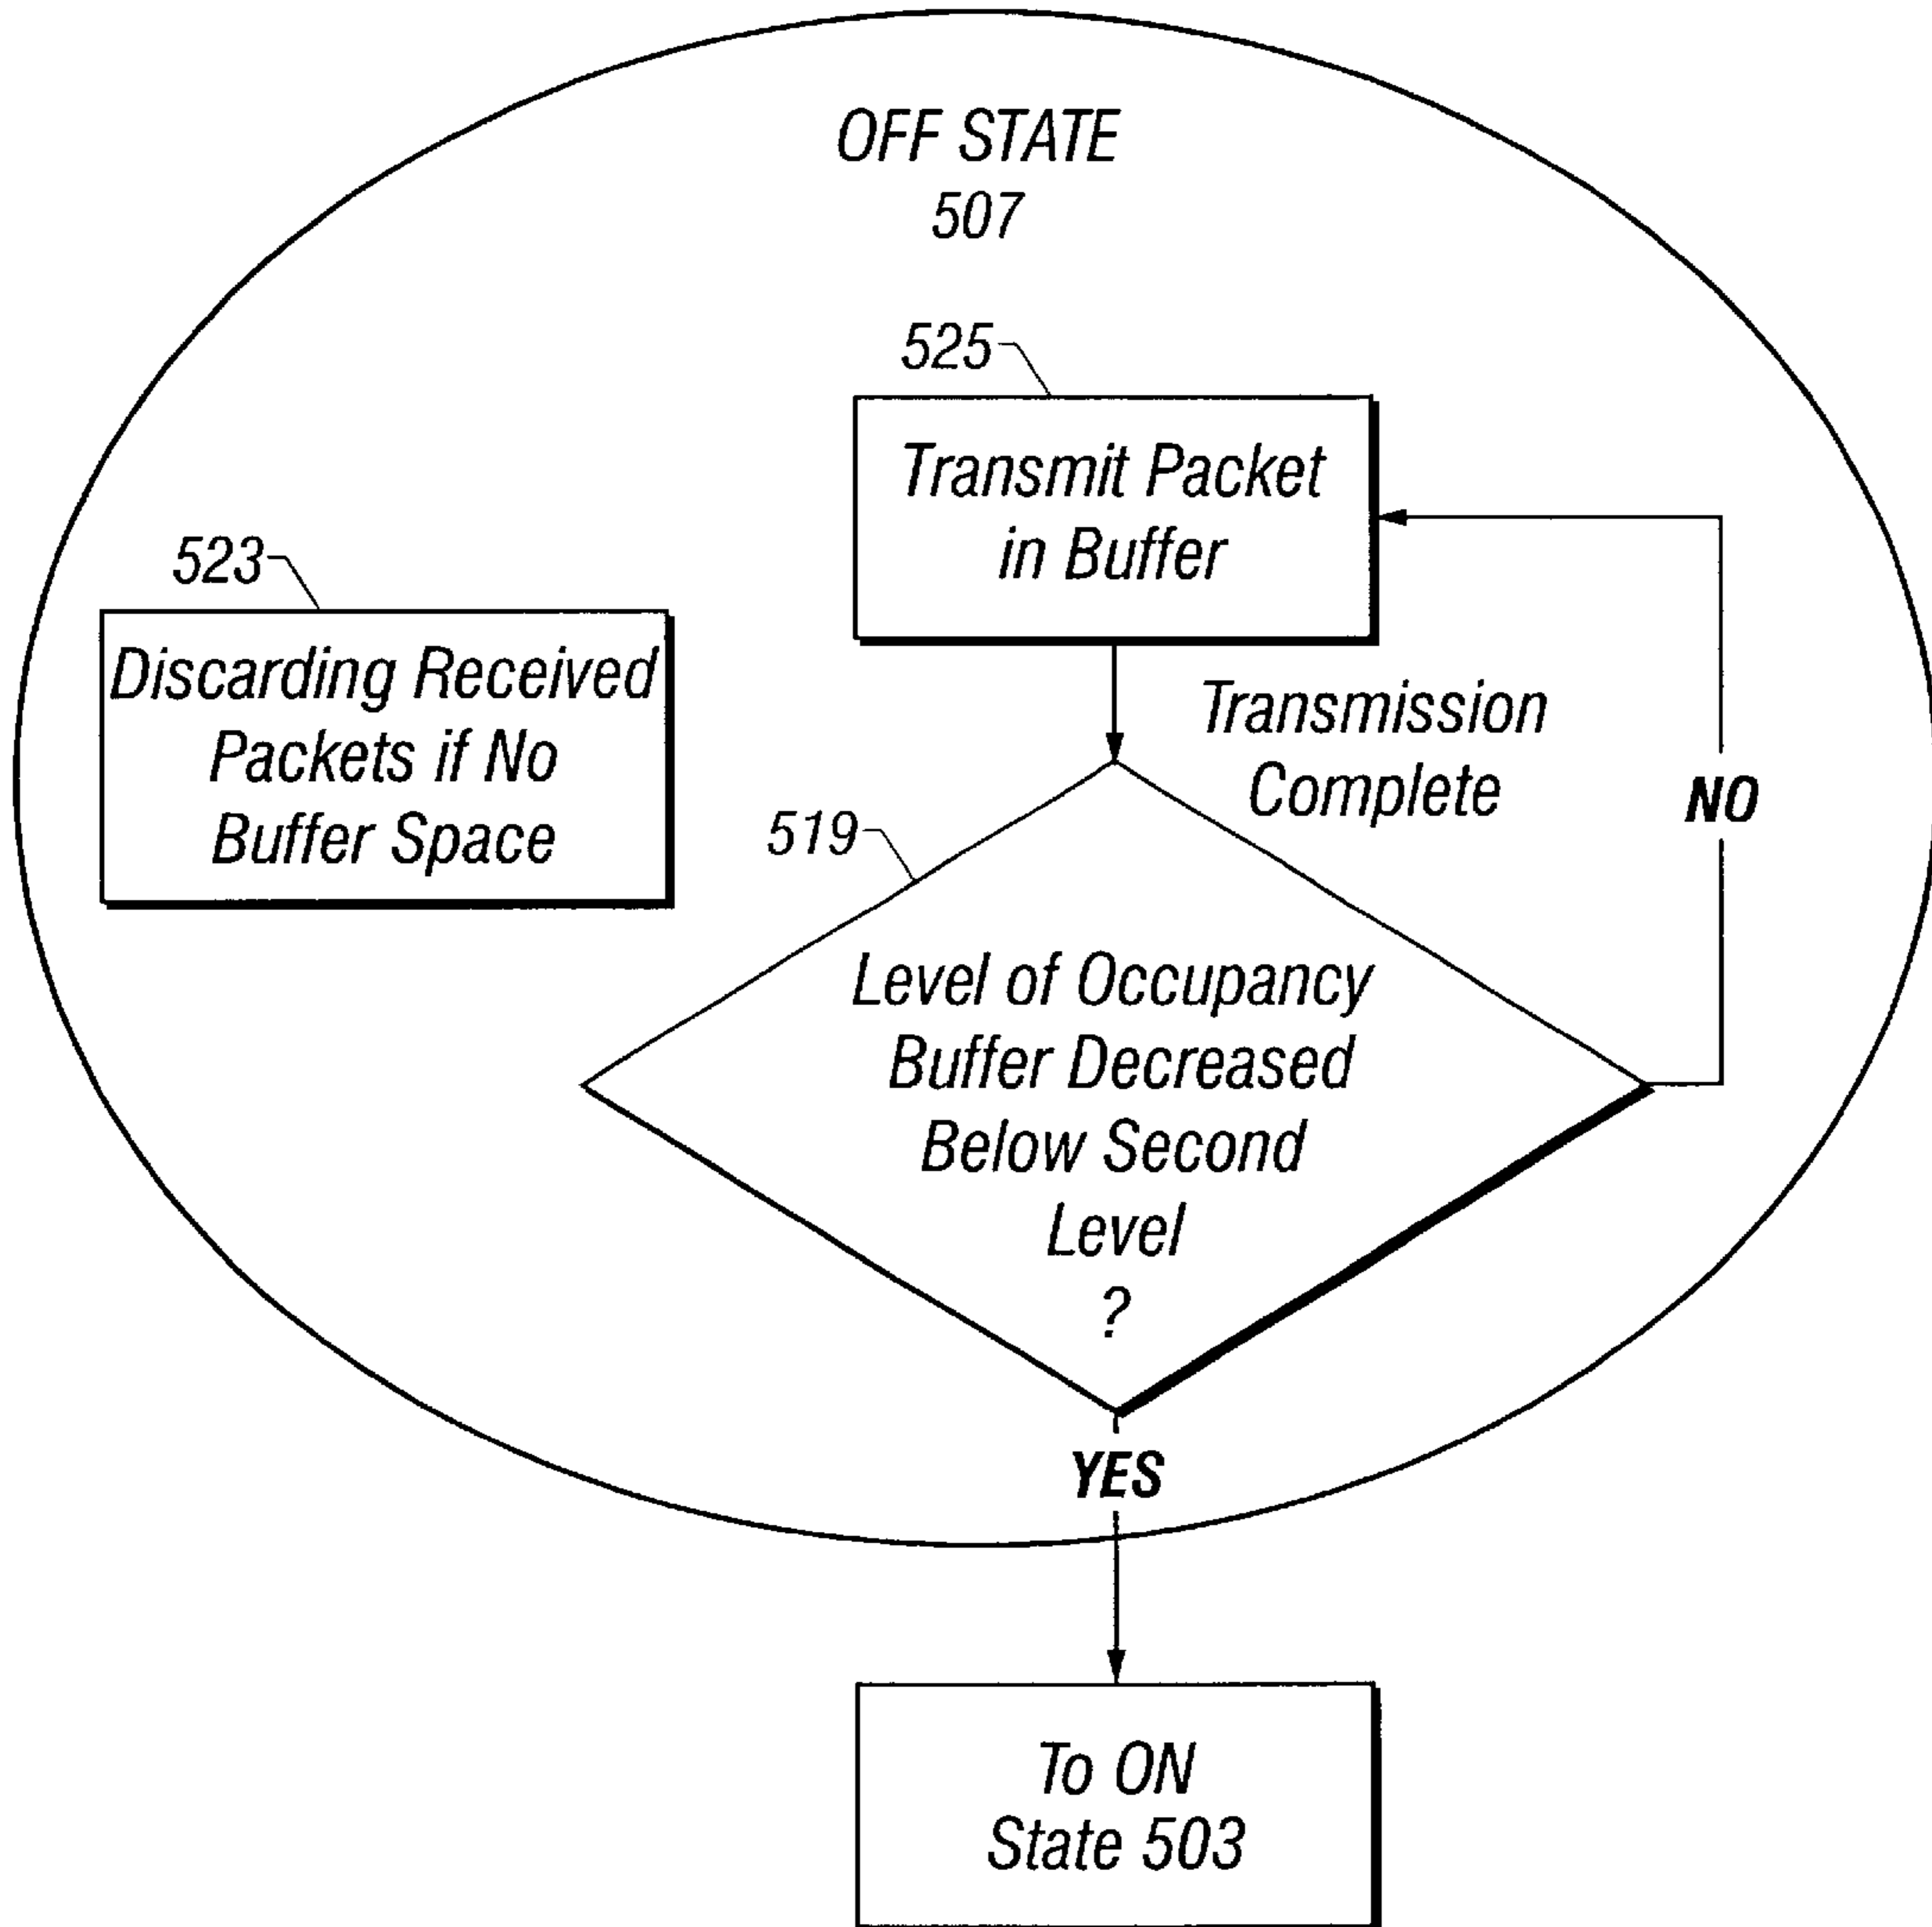 OFF STATE
507
525
Transmit Packet
in Buffer
523
Discarding Received
Packets if No
Buffer Space
Transmission
Complete
NO
519
Level of Occupancy
Buffer Decreased
Below Second
Level
?
YES
To ON
State 503